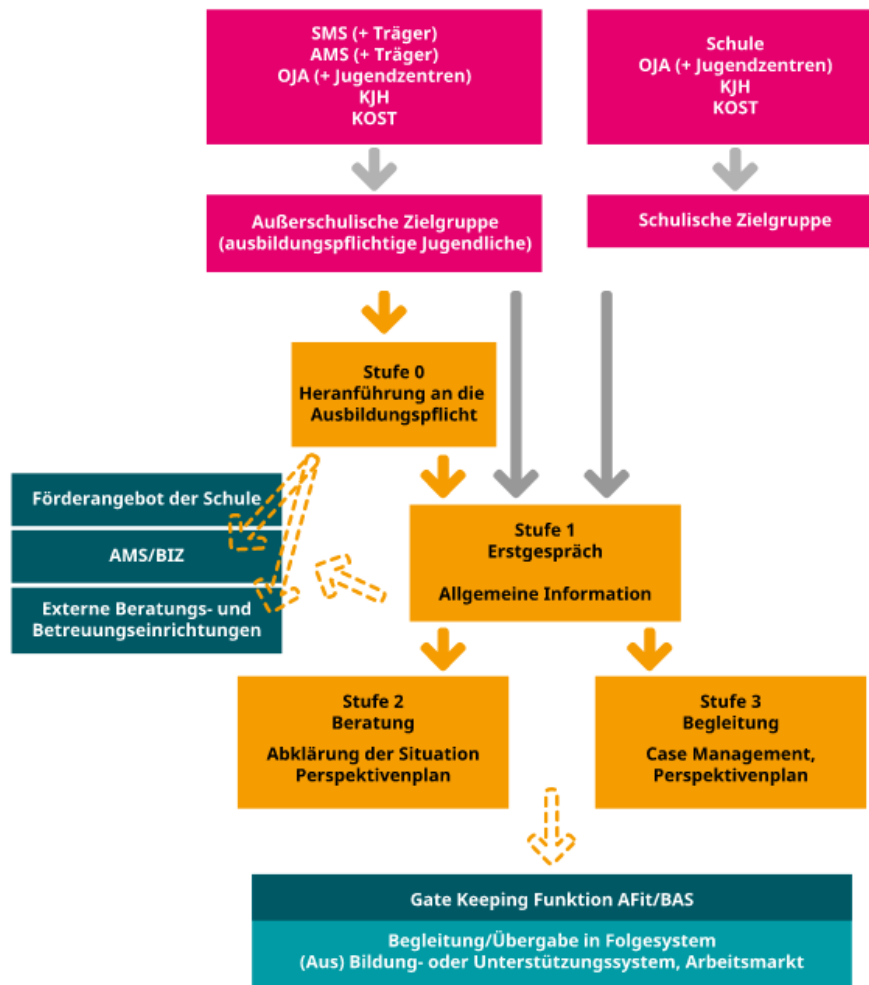 SMS (+ Träger)
AMS (+ Träger)
OJA (+ Jugendzentren)
KJH
KOST
Schule
OJA (+ Jugendzentren)
KJH
KOST
Außerschulische Zielgruppe
(ausbildungspflichtige Jugendliche)
Schulische Zielgruppe
Stufe 0
Heranführung an die
Ausbildungspflicht
Förderangebot der Schule
AMS/BIZ
Externe Beratungs- und
Betreuungseinrichtungen
Stufe 1
Erstgespräch
Allgemeine Information
Stufe 2
Beratung
Abklärung der Situation
Perspektivenplan
Stufe 3
Begleitung
Case Management,
Perspektivenplan
Gate Keeping Funktion AFit/BAS
Begleitung/Übergabe in Folgesystem
(Aus) Bildung- oder Unterstützungssystem, Arbeitsmarkt